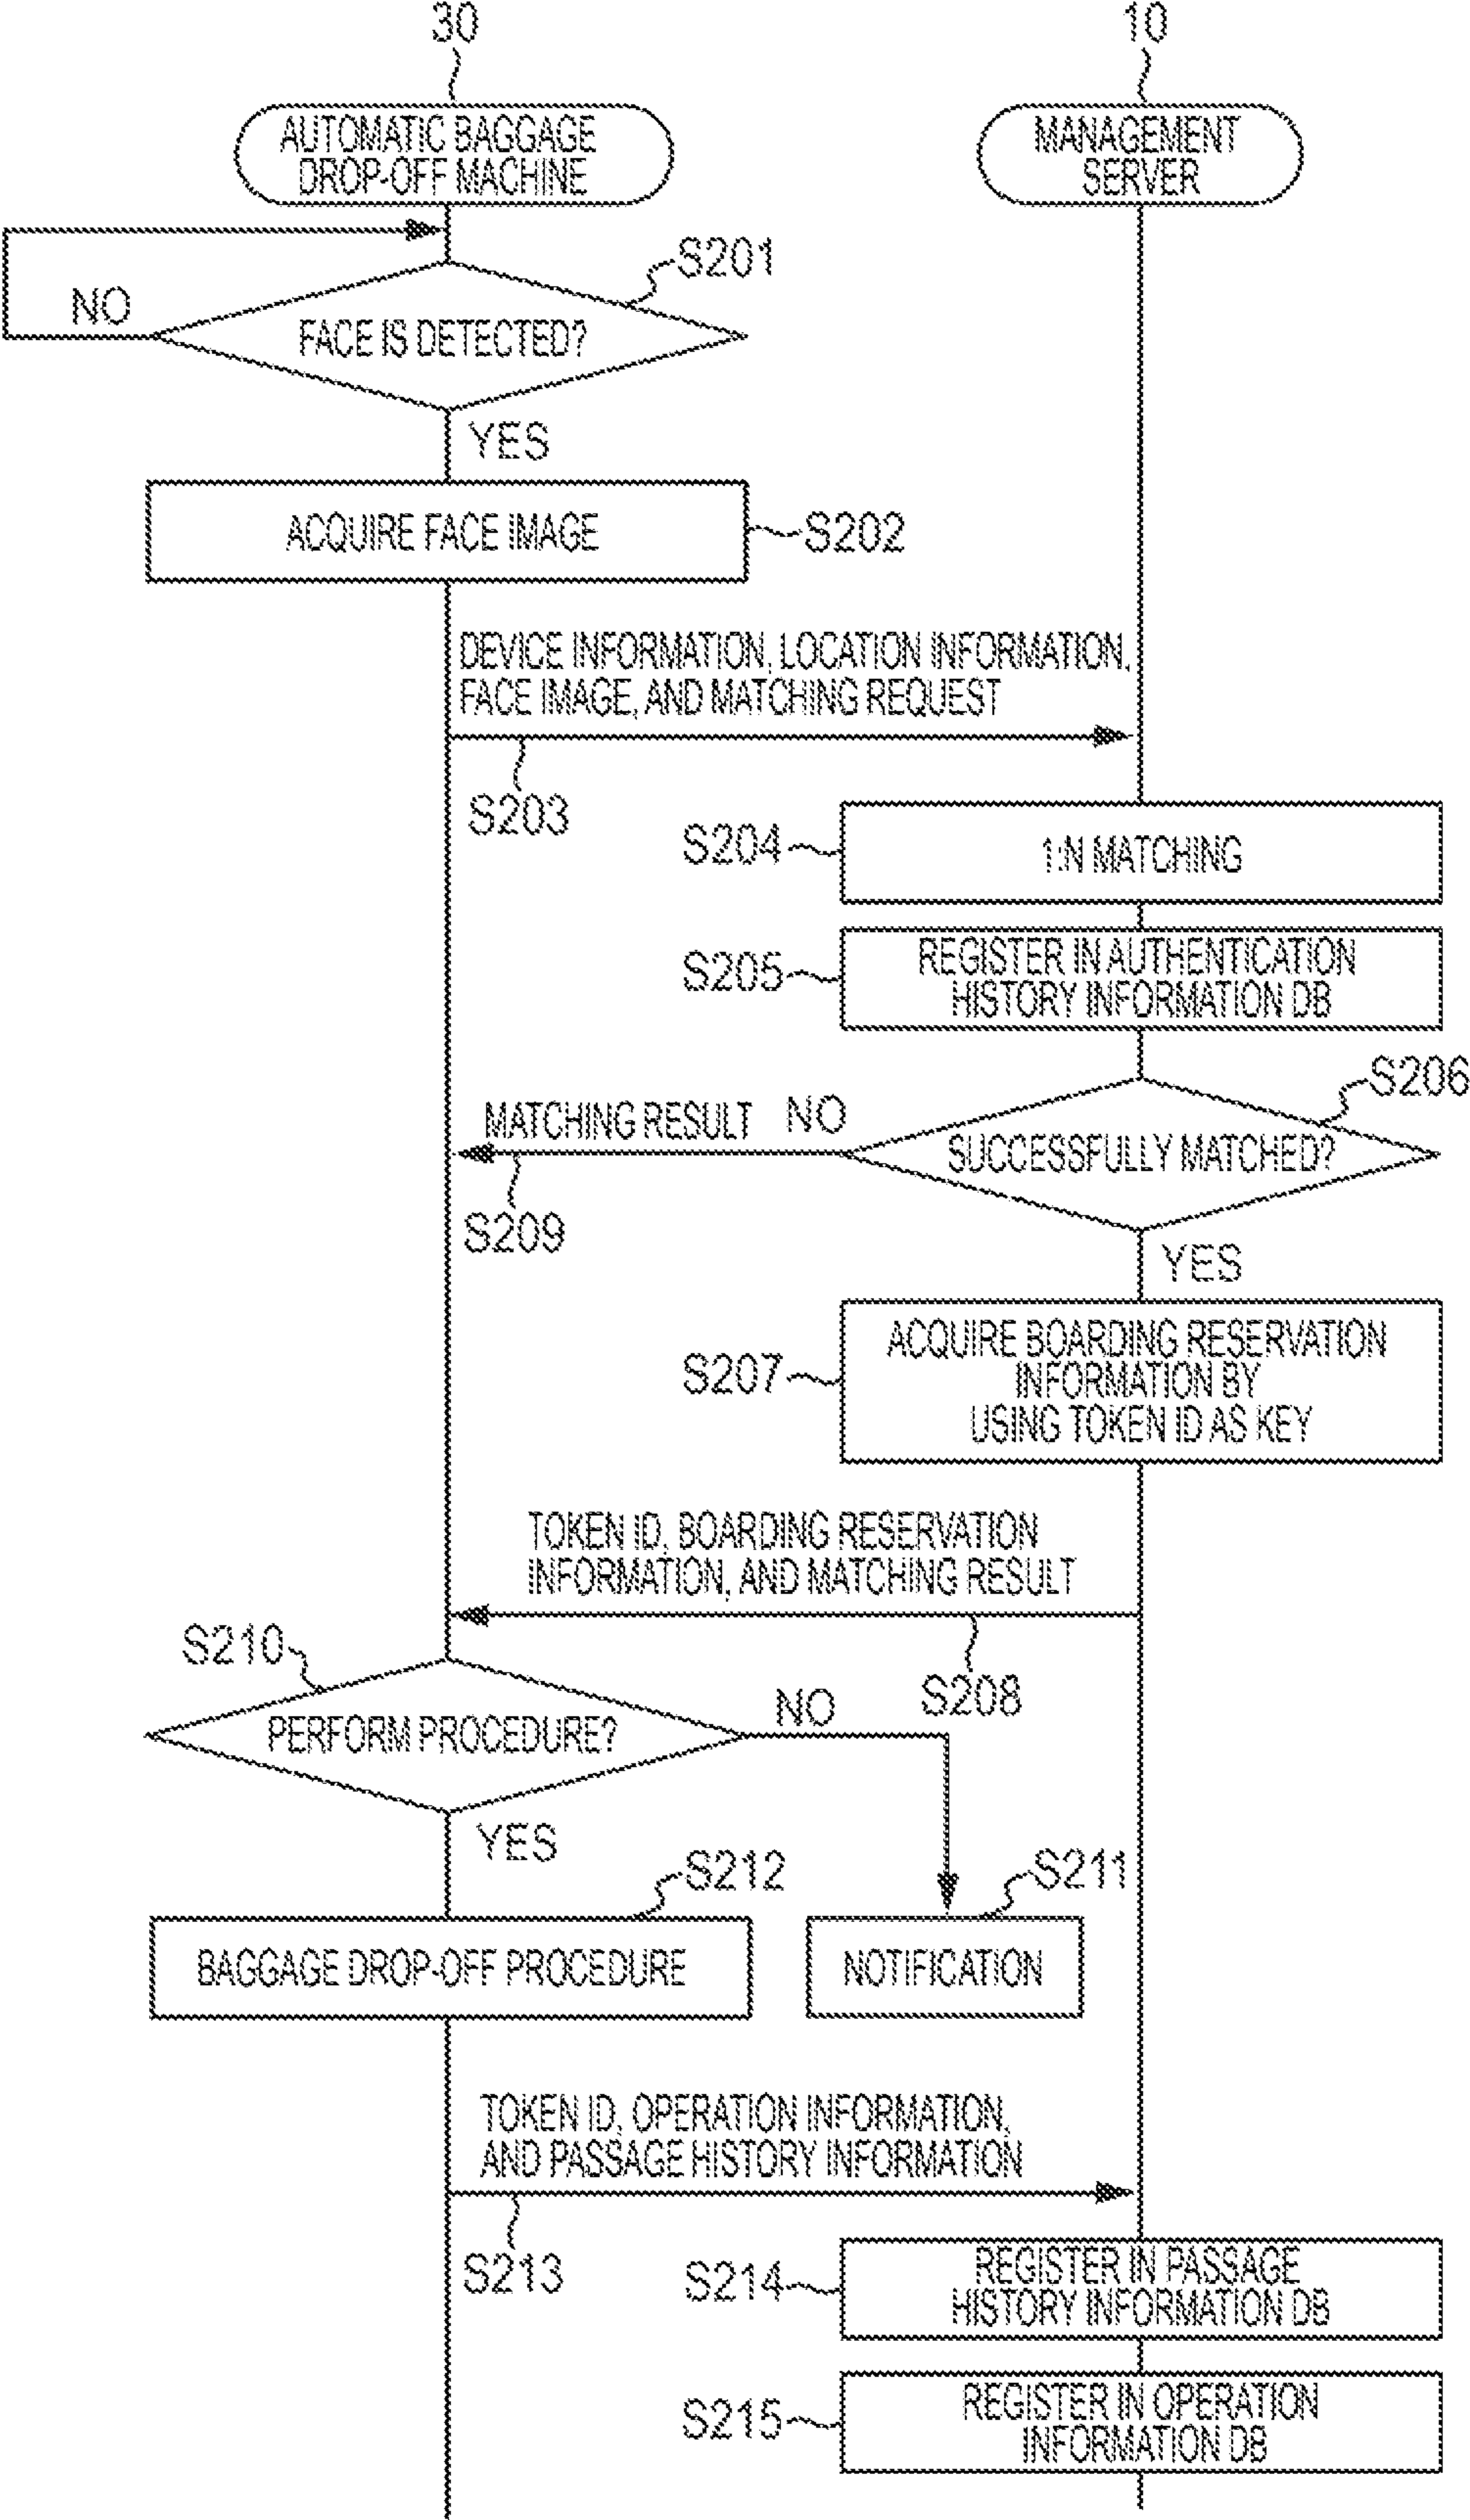 30
10
AUTOMATIC BAGGAGE
DROP-OFF MACHINE
MANAGEMENT
SERVER
S201
NO
FACE IS DETECTED?
YES
ACQUIRE FACE IMAGE
S202
DEVICE INFORMATION, LOCATION INFORMATION,
FACE IMAGE, AND MATCHING REQUEST
S203
S204
1:N MATCHING
S205
REGISTER IN AUTHENTICATION
HISTORY INFORMATION DB
S206
MATCHING RESULT
NO
SUCCESSFULLY MATCHED?
S209
YES
S207
ACQUIRE BOARDING RESERVATION
INFORMATION BY
USING TOKEN ID AS KEY
TOKEN ID, BOARDING RESERVATION
INFORMATION, AND MATCHING RESULT
S208
S210
NO
PERFORM PROCEDURE?
YES
S212
S211
BAGGAGE DROP-OFF PROCEDURE
NOTIFICATION
TOKEN ID, OPERATION INFORMATION,
AND PASSAGE HISTORY INFORMATION
S213
S214
REGISTER IN PASSAGE
HISTORY INFORMATION DB
S215
REGISTER IN OPERATION
INFORMATION DB